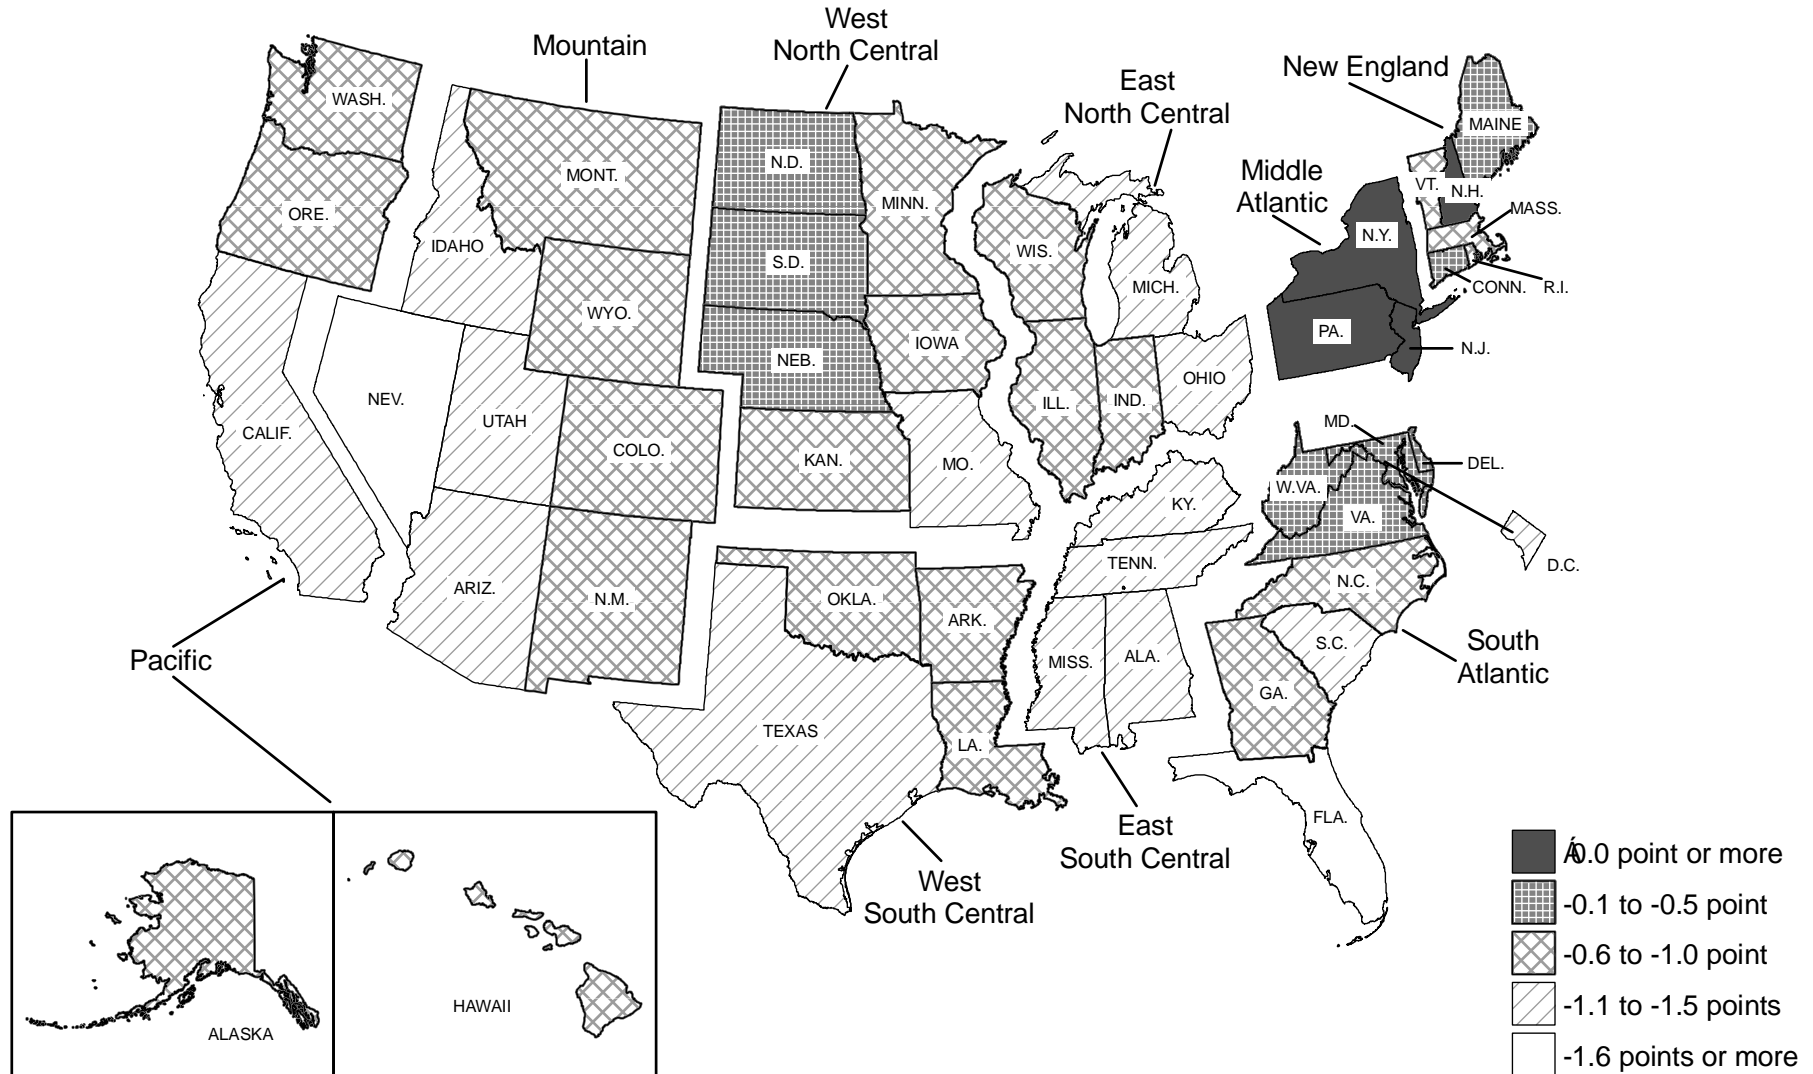 West
North Central
Mountain
East
North Central
New England
Middle
Atlantic
WASH.
MONT.
N.D.
MINN.
MAINE
ORE.
IDAHO
S.D.
WIS.
MICH.
VT.
N.H.
MASS.
N.Y.
CONN.
R.I.
WYO.
NEB.
IOWA
PA.
N.J.
NEV.
UTAH
COLO.
KAN.
MO.
ILL.
IND.
OHIO
CALIF.
MD.
DEL.
W.VA.
VA.
D.C.
KY.
TENN.
N.C.
ARIZ.
N.M.
OKLA.
ARK.
S.C.
South
Atlantic
Pacific
MISS.
ALA.
GA.
TEXAS
LA.
FLA.
East
South Central
West
South Central
ALASKA
HAWAII
0.0 point or more
-0.1 to -0.5 point
-0.6 to -1.0 point
-1.1 to -1.5 points
-1.6 points or more